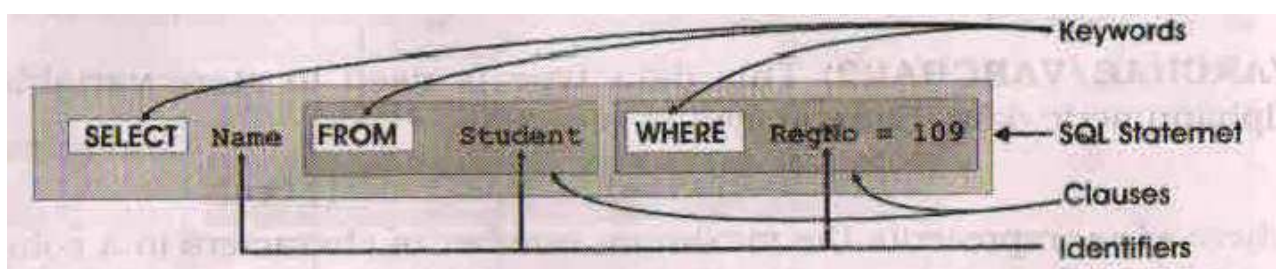 Keywords
SELECT Name FROM Student WHERE RegNo = 109
SQL Statemet
Clauses
Identifiers